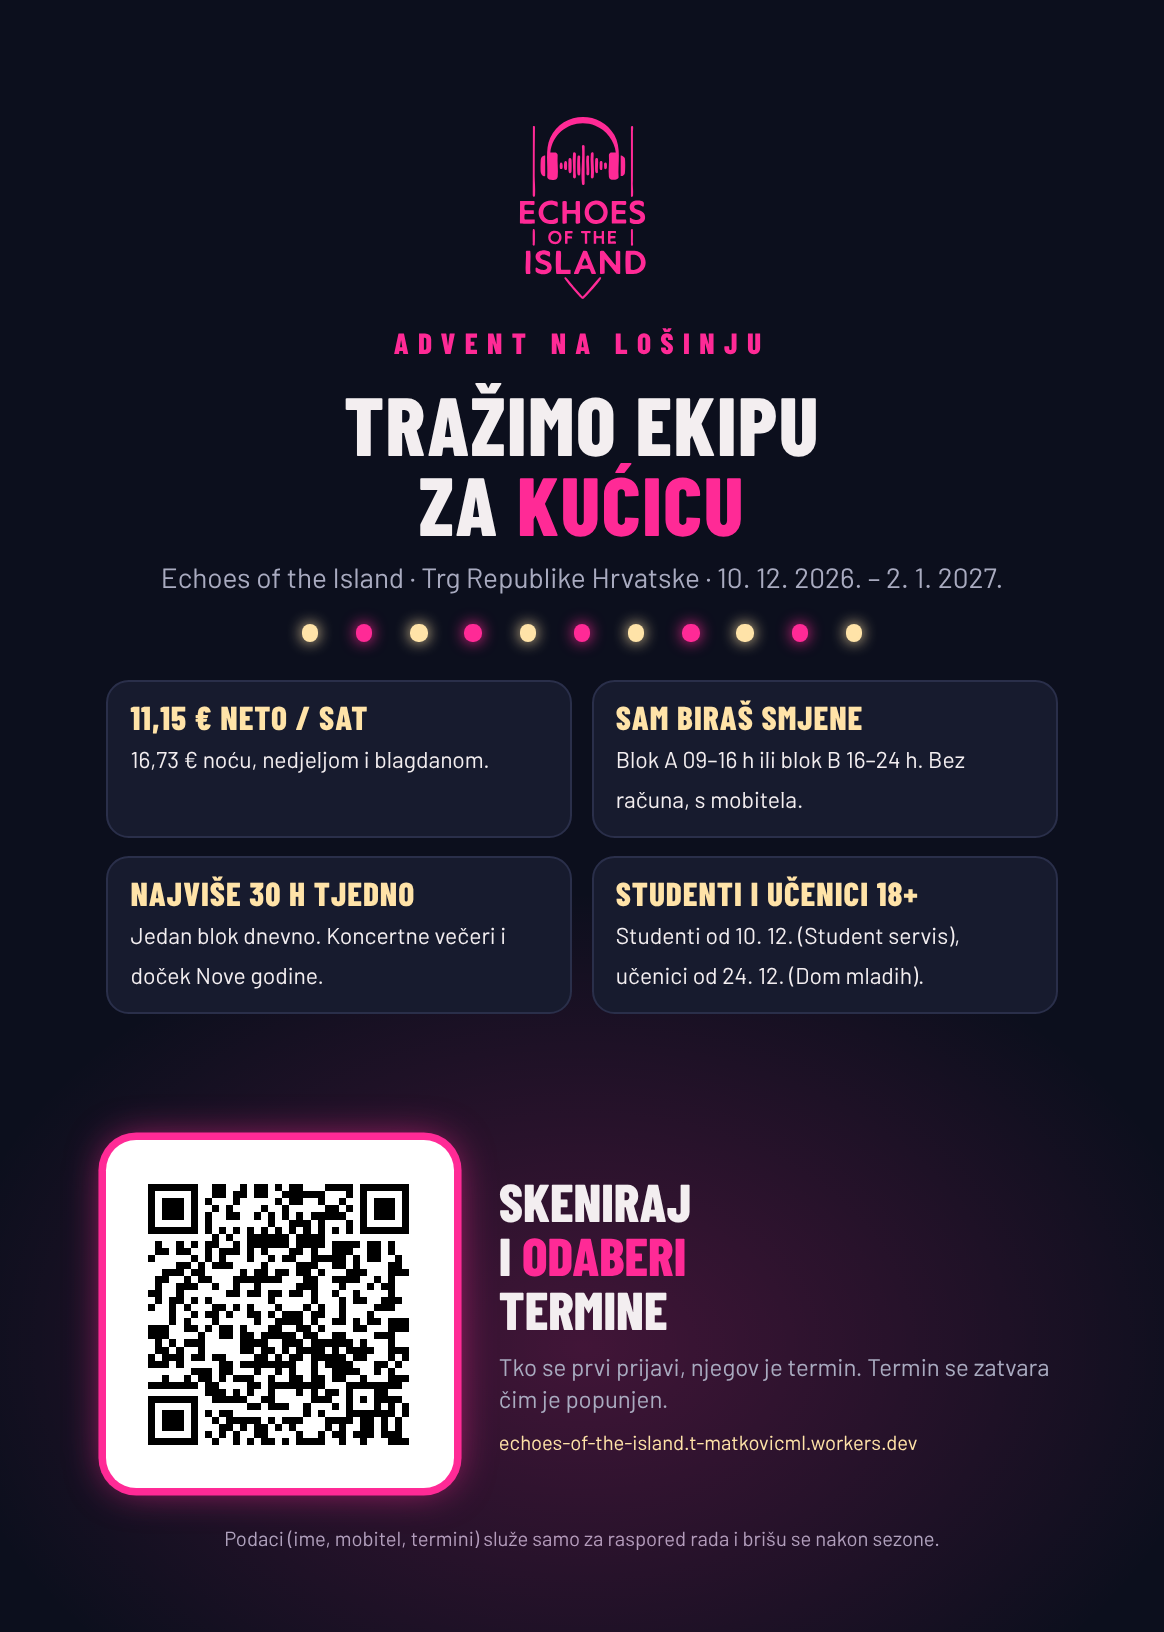 ECHOES
OF THE
ISLAND
ADVENT NA LOŠINJU
TRAŽIMO EKIPU
ZA KUĆICU
Echoes of the Island · Trg Republike Hrvatske · 10. 12. 2026. – 2. 1. 2027.
11,15 € NETO / SAT
16,73 € noću, nedjeljom i blagdanom.
SAM BIRAŠ SMJENE
Blok A 09–16 h ili blok B 16–24 h. Bez
računa, s mobitela.
NAJVIŠE 30 H TJEDNO
Jedan blok dnevno. Koncertne večeri i
doček Nove godine.
STUDENTI I UČENICI 18+
Studenti od 10. 12. (Student servis),
učenici od 24. 12. (Dom mladih).
SKENIRAJ
I ODABERI
TERMINE
Tko se prvi prijavi, njegov je termin. Termin se zatvara
čim je popunjen.
echoes-of-the-island.t-matkovicml.workers.dev
Podaci (ime, mobitel, termini) služe samo za raspored rada i brišu se nakon sezone.